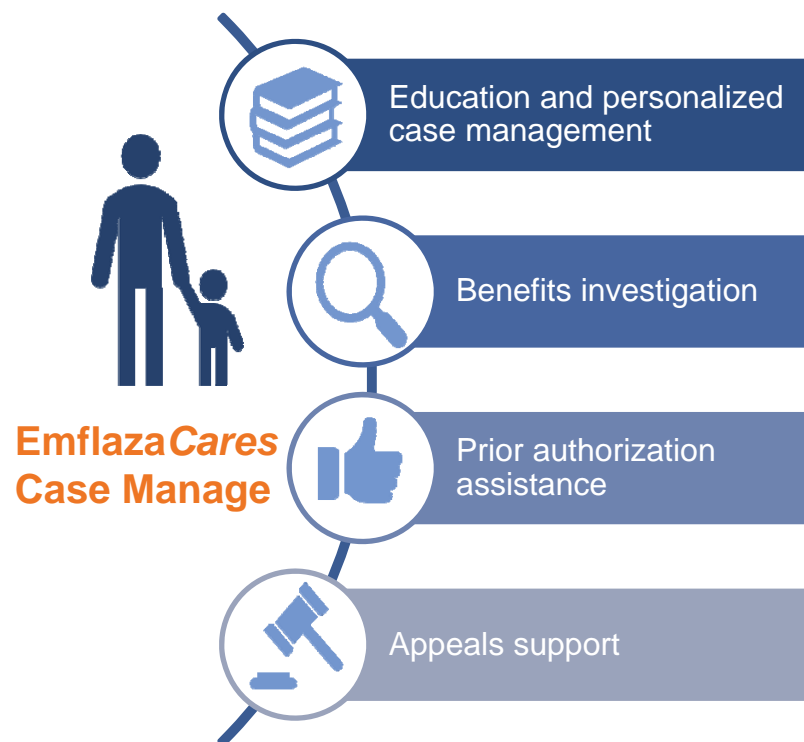 Education and personalized
case management
Benefits investigation
EmflazaCares
Case Manage
Prior authorization
assistance
Appeals support